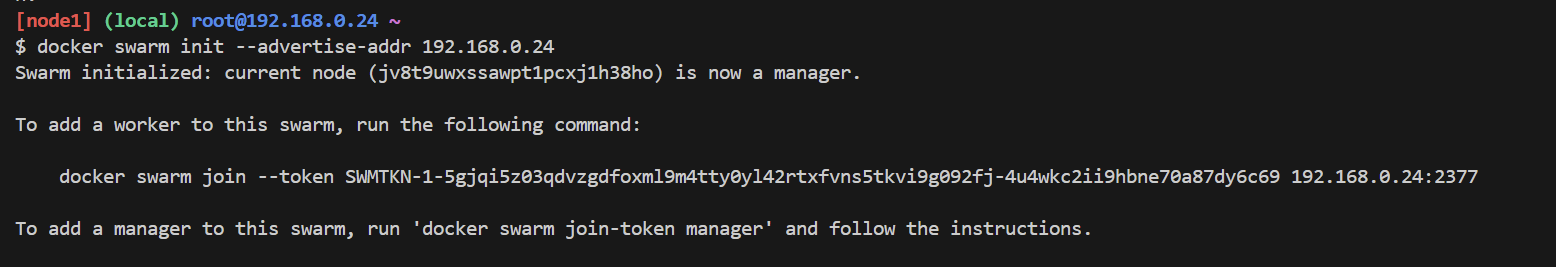 [node1] (local) root@192.168.0.24 ~
$ docker swarm init --advertise-addr 192.168.0.24
Swarm initialized: current node (jv8t9uwxssawpt1pcxj1h38ho) is now a manager.
To add a worker to this swarm, run the following command:
docker swarm join --token SWMTKN-1-5gjqi5z03qdvzgdfoxml9m4tty0yl42rtxfvns5tkvi9g092fj-4u4wkc2ii9hbne70a87dy6c69 192.168.0.24:2377
To add a manager to this swarm, run 'docker swarm join-token manager' and follow the instructions.